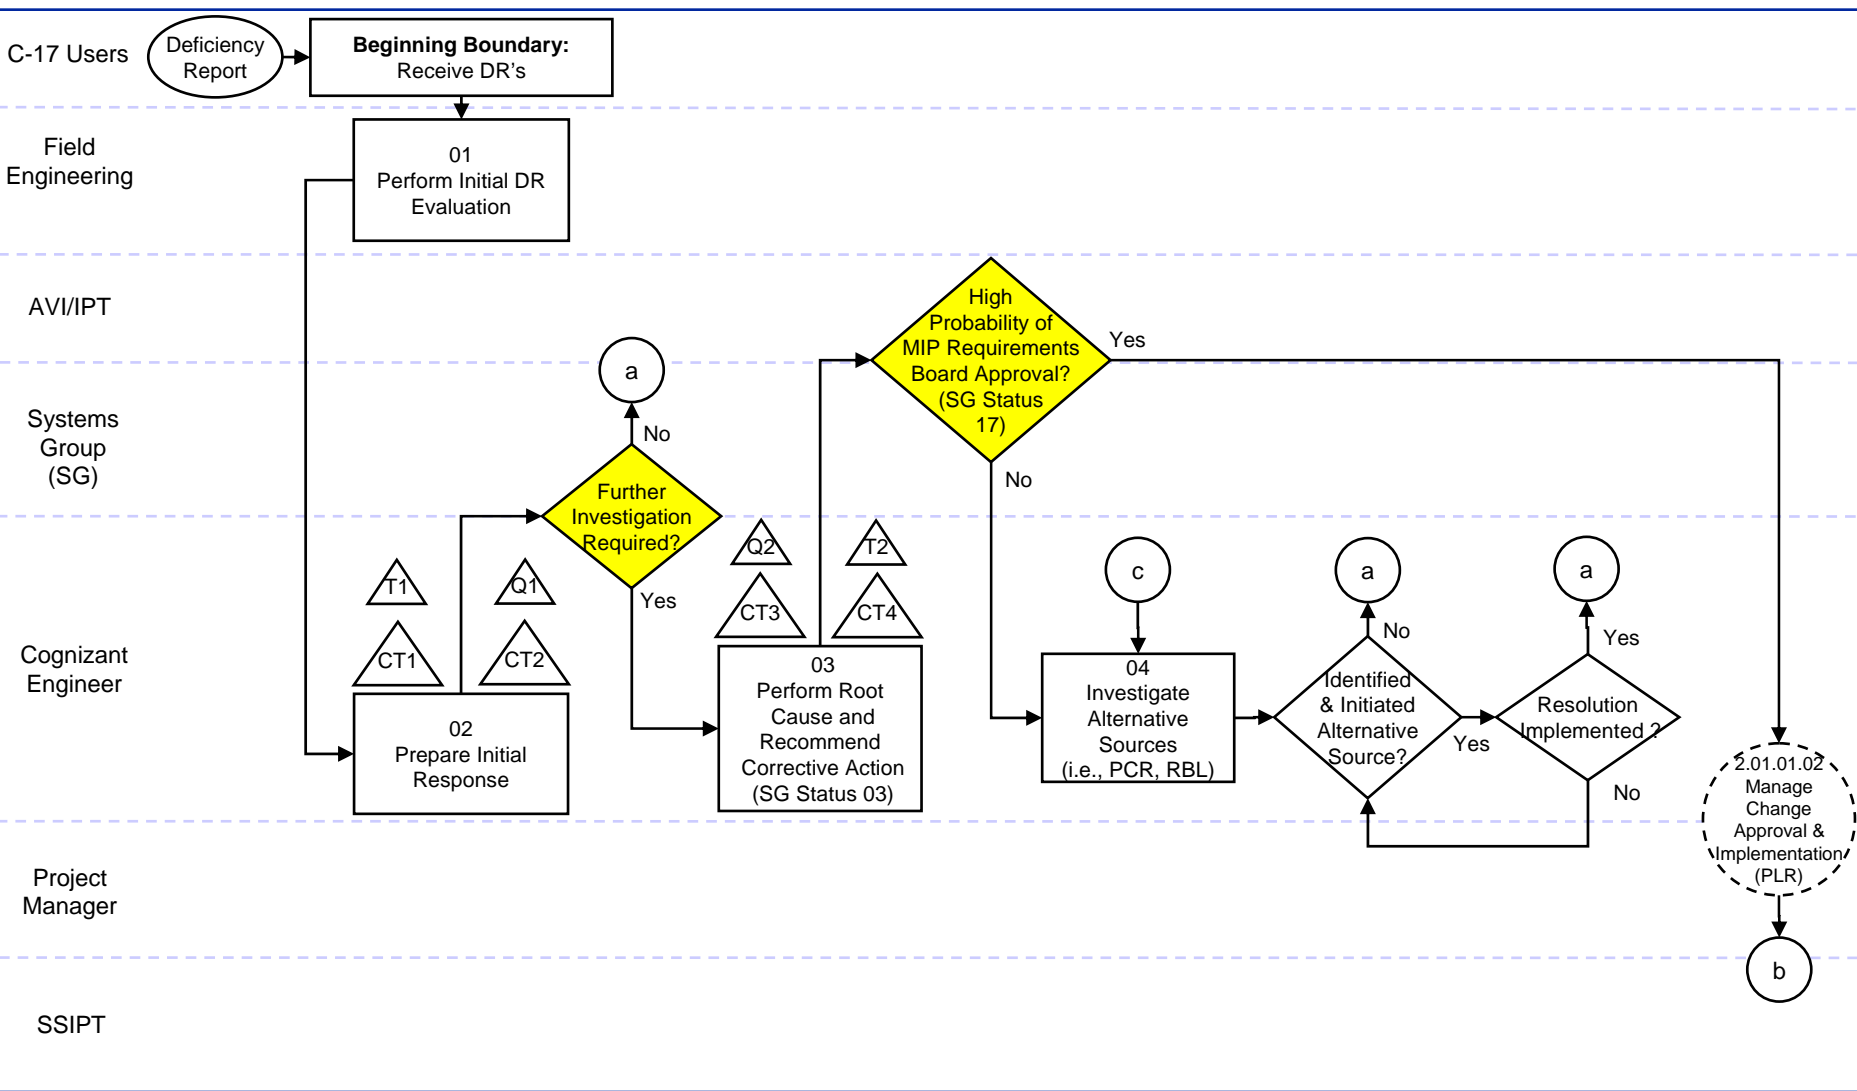 C-17 Users
Deficiency
Report
Beginning Boundary:
Receive DR's
Field
Engineering
01
Perform Initial DR
Evaluation
AVI/IPT
High
Probability of
MIP Requirements
Board Approval?
(SG Status
17)
Yes
No
a
No
Systems
Group
(SG)
Further
Investigation
Required?
Yes
T1
CT1
Q1
CT2
Q2
CT3
T2
CT4
Cognizant
Engineer
02
Prepare Initial
Response
03
Perform Root
Cause and
Recommend
Corrective Action
(SG Status 03)
c
04
Investigate
Alternative
Sources
(i.e., PCR, RBL)
a
No
Identified
& Initiated
Alternative
Source?
Yes
a
Yes
Resolution
Implemented ?
No
2.01.01.02
Manage
Change
Approval &
Implementation
(PLR)
Project
Manager
b
SSIPT